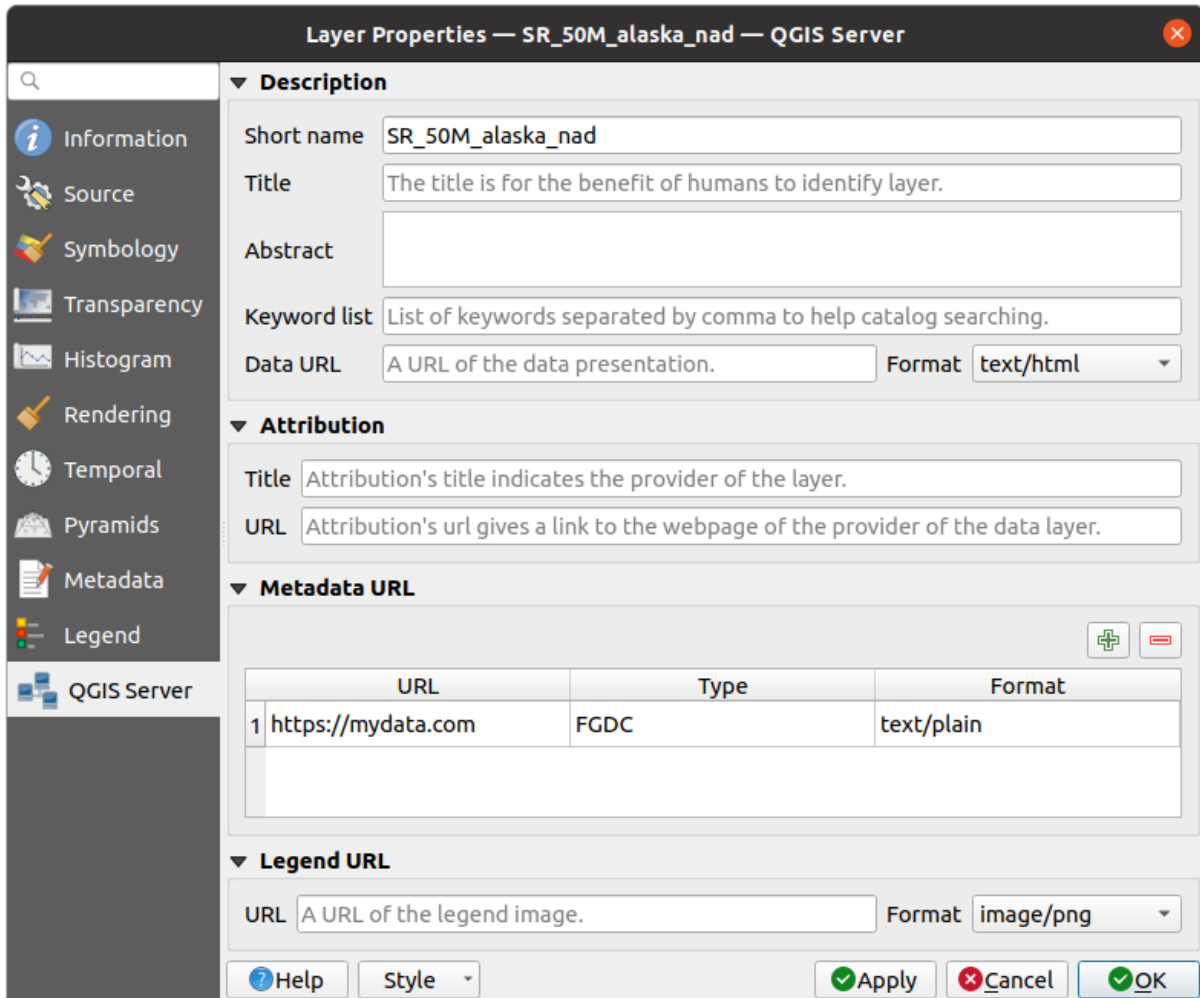 Layer Properties — SR_50M_alaska_nad — QGIS Server
Information
Source
Symbology
Transparency
Histogram
Rendering
Temporal
Pyramids
Metadata
Legend
QGIS Server
Description
Short name SR_50M_alaska_nad
Title The title is for the benefit of humans to identify layer.
Abstract
Keyword list List of keywords separated by comma to help catalog searching.
Data URL A URL of the data presentation. Format text/html
Attribution
Title Attribution's title indicates the provider of the layer.
URL Attribution's url gives a link to the webpage of the provider of the data layer.
Metadata URL
URL Type Format
1 https://mydata.com FGDC text/plain
Legend URL
URL A URL of the legend image. Format image/png
Help Style Apply Cancel OK